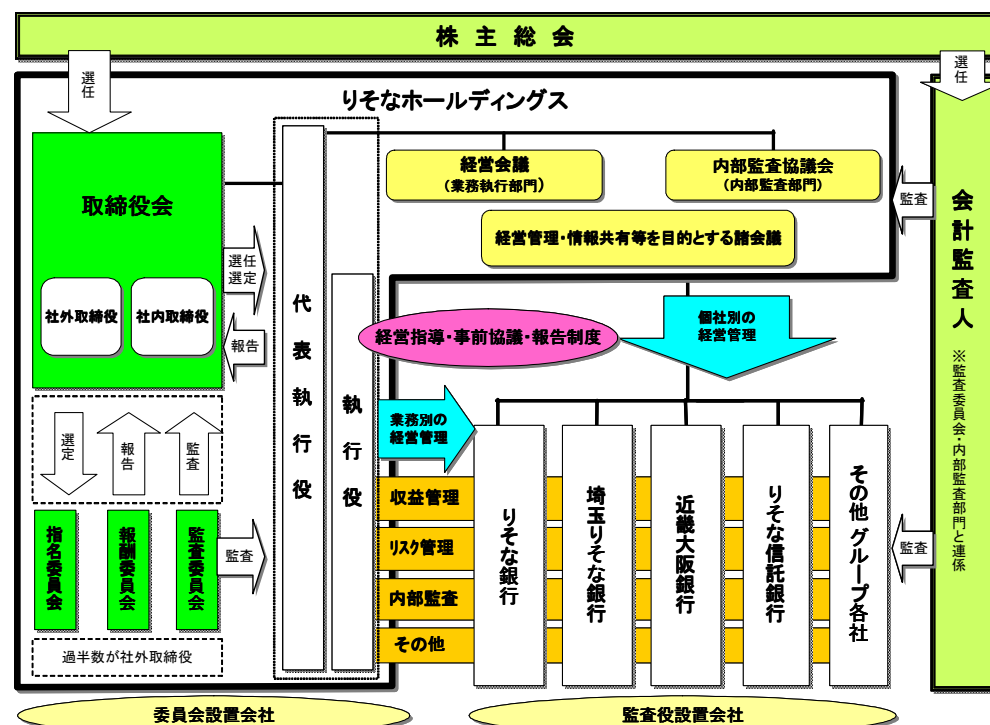 株主総会
選任
選任
りそなホールディングス
取締役会
社外取締役
社内取締役
選任
選定
報告
代表執行役
執行役
経営会議
(業務執行部門)
内部監査協議会
(内部監査部門)
経営管理・情報共有等を目的とする諸会議
監査
会計監査人
※監査委員会・内部監査部門と連係
経営指導・事前協議・報告制度
個社別の
経営管理
業務別の
経営管理
選定
報告
監査
指名委員会
報酬委員会
監査委員会
監査
過半数が社外取締役
収益管理
リスク管理
内部監査
その他
りそな銀行
埼玉りそな銀行
近畿大阪銀行
りそな信託銀行
その他 グループ各社
監査
委員会設置会社
監査役設置会社